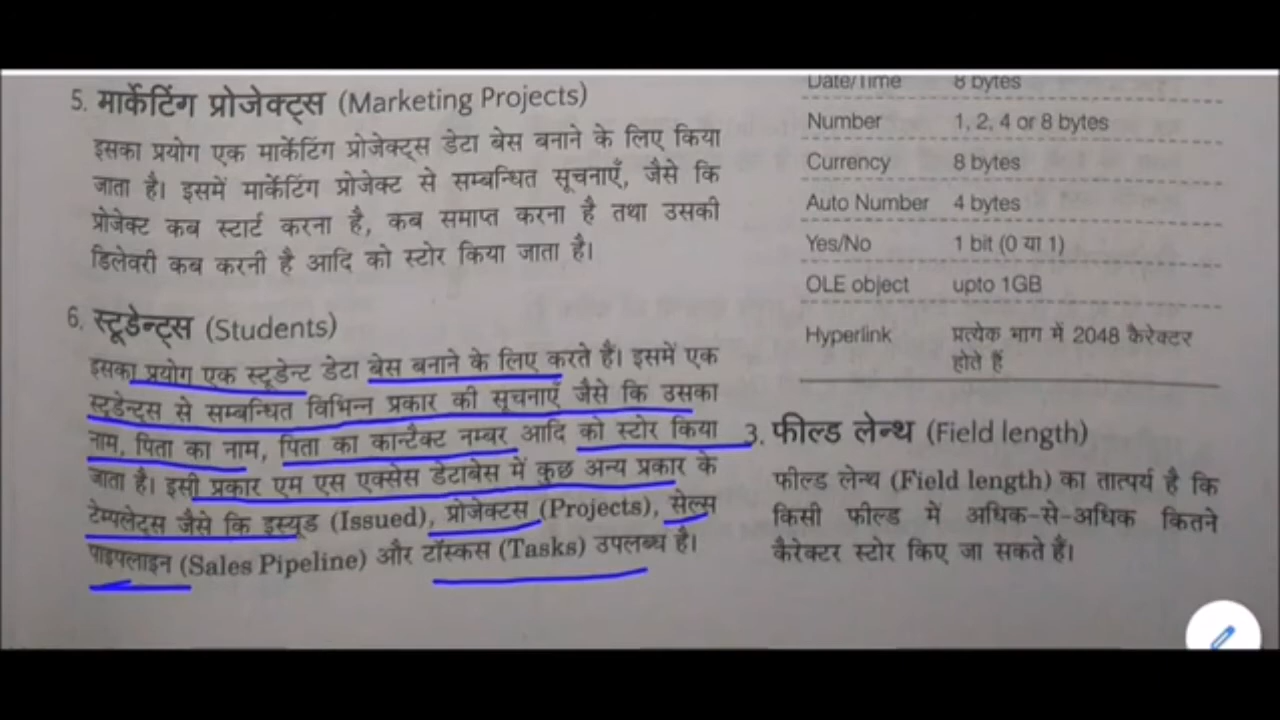 5. मार्केटिंग प्रोजेक्ट्स (Marketing Projects)
इसका प्रयोग एक मार्केटिंग प्रोजेक्ट्स डेटा बेस बनाने के लिए किया
जाता है। इसमें मार्केटिंग प्रोजेक्ट से सम्बन्धित सूचनाएँ, जैसे कि
प्रोजेक्ट कब स्टार्ट करना है, कब समाप्त करना है तथा उसकी
डिलेवरी कब करनी है आदि को स्टोर किया जाता है।
6. स्टूडेन्ट्स (Students)
इसका प्रयोग एक स्टूडेन्ट डेटा बेस बनाने के लिए करते हैं। इसमें एक
स्टूडेन्ट्स से सम्बन्धित विभिन्न प्रकार की सूचनाएँ जैसे कि उसका
नाम, पिता का नाम, पिता का कान्टैक्ट नम्बर आदि को स्टोर किया
जाता है। इसी प्रकार एम एस एक्सेस डेटाबेस में कुछ अन्य प्रकार के
टेम्पलेट्स जैसे कि इस्यूड (Issued), प्रोजेक्टस (Projects), सेल्स
पाइपलाइन (Sales Pipeline) और टॉस्कस (Tasks) उपलब्ध है।
Date/Time 8 bytes
Number 1, 2, 4 or 8 bytes
Currency 8 bytes
Auto Number 4 bytes
Yes/No 1 bit (0 या 1)
OLE object upto 1GB
Hyperlink प्रत्येक भाग में 2048 कैरेक्टर
होते हैं
3. फील्ड लेन्थ (Field length)
फील्ड लेन्थ (Field length) का तात्पर्य है कि
किसी फील्ड में अधिक-से-अधिक कितने
कैरेक्टर स्टोर किए जा सकते हैं।